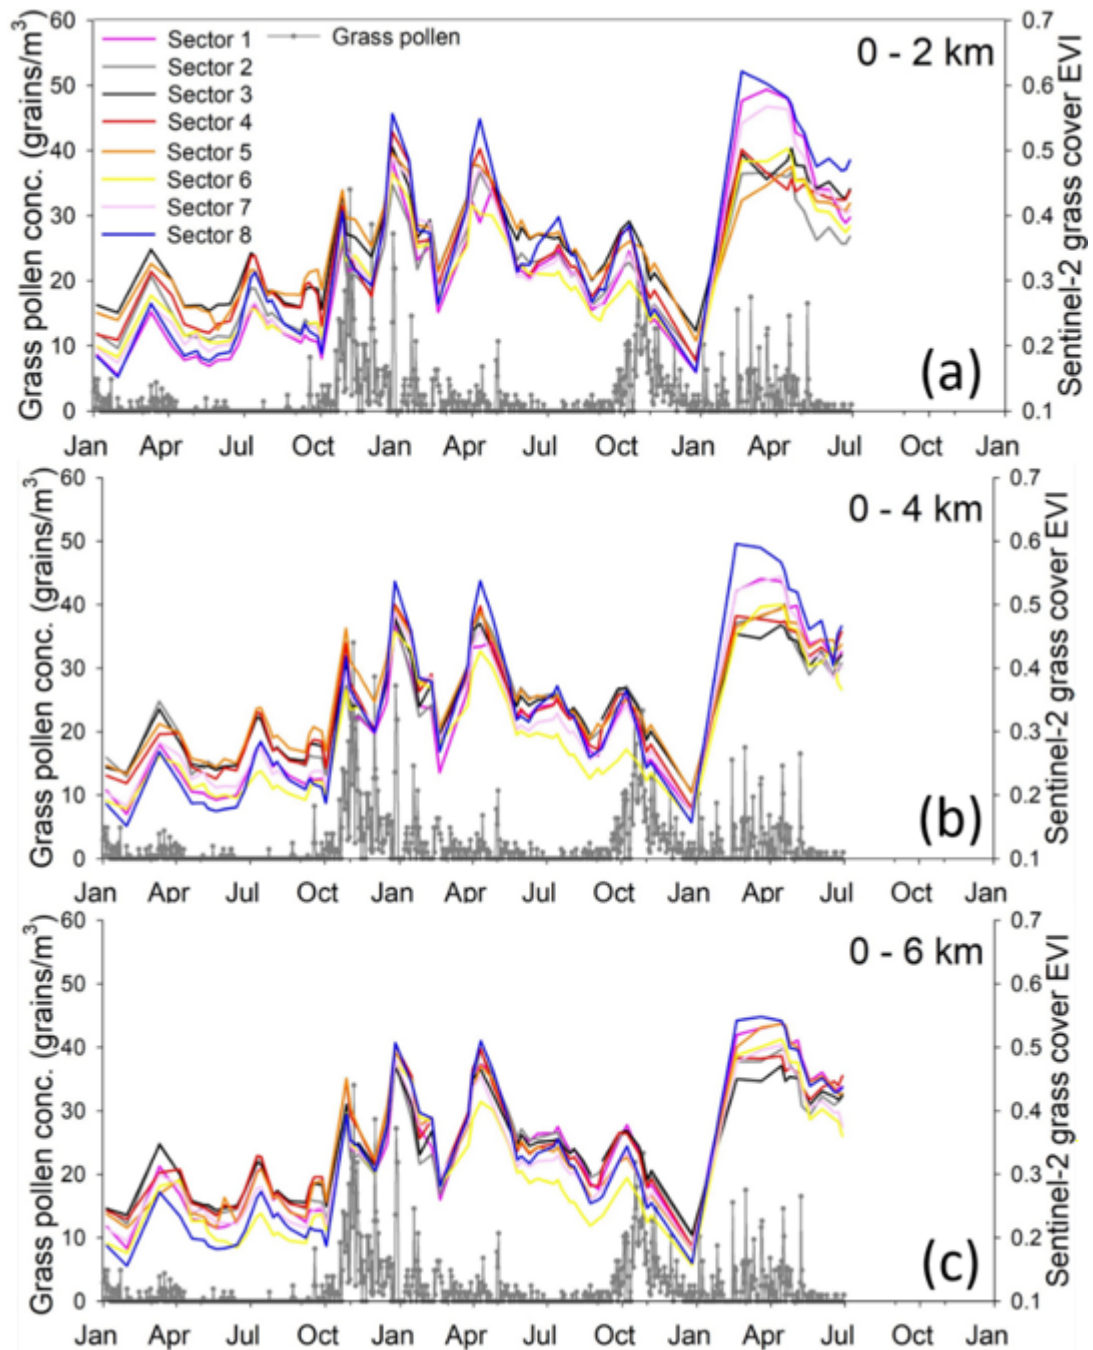 Grass pollen conc. (grains/m³)
60
50
40
30
20
10
0
Sector 1
Sector 2
Sector 3
Sector 4
Sector 5
Sector 6
Sector 7
Sector 8
Grass pollen
0 - 2 km
(a)
0.7
0.6
0.5
0.4
0.3
0.2
0.1
Sentinel-2 grass cover EVI
Jan Apr Jul Oct Jan Apr Jul Oct Jan Apr Jul Oct Jan
Grass pollen conc. (grains/m³)
60
50
40
30
20
10
0
0 - 4 km
(b)
0.7
0.6
0.5
0.4
0.3
0.2
0.1
Sentinel-2 grass cover EVI
Jan Apr Jul Oct Jan Apr Jul Oct Jan Apr Jul Oct Jan
Grass pollen conc. (grains/m³)
60
50
40
30
20
10
0
0 - 6 km
(c)
0.7
0.6
0.5
0.4
0.3
0.2
0.1
Sentinel-2 grass cover EVI
Jan Apr Jul Oct Jan Apr Jul Oct Jan Apr Jul Oct Jan